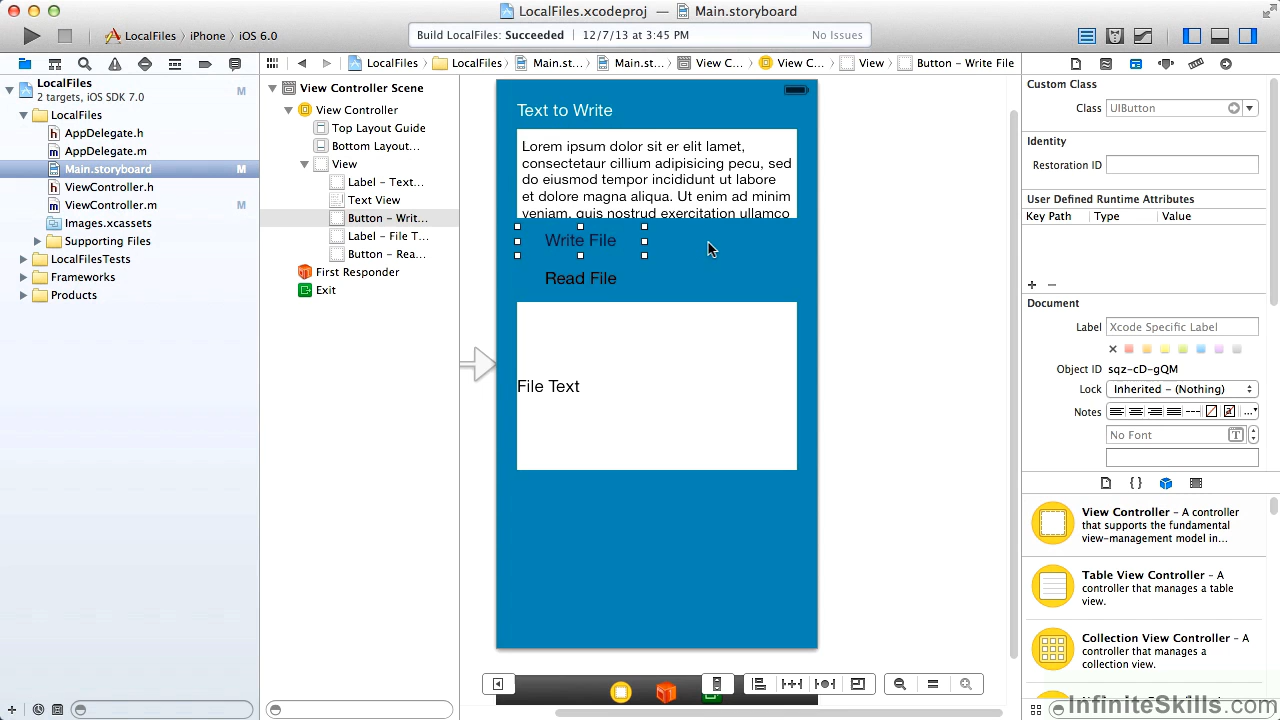 LocalFiles.xcodeproj — Main.storyboard
LocalFiles iPhone iOS 6.0
Build LocalFiles: Succeeded 12/7/13 at 3:45 PM No Issues
LocalFiles LocalFiles Main.st... Main.st... View C... View C... View Button – Write File
LocalFiles M
2 targets, iOS SDK 7.0
LocalFiles
h AppDelegate.h
m AppDelegate.m
Main.storyboard M
h ViewController.h
m ViewController.m M
Images.xcassets
Supporting Files
LocalFilesTests
Frameworks
Products
View Controller Scene
View Controller
Top Layout Guide
Bottom Layout...
View
Label – Text...
Text View
Button – Writ...
Label – File T...
Button – Rea...
First Responder
Exit
Text to Write
Lorem ipsum dolor sit er elit lamet,
consectetaur cillium adipisicing pecu, sed
do eiusmod tempor incididunt ut labore
et dolore magna aliqua. Ut enim ad minim
veniam, quis nostrud exercitation ullamco
Write File
Read File
File Text
Custom Class
Class UIButton
Identity
Restoration ID
User Defined Runtime Attributes
Key Path Type Value
Document
Label Xcode Specific Label
Object ID sqz-cD-gQM
Lock Inherited – (Nothing)
Notes
No Font
View Controller – A controller
that supports the fundamental
view-management model in...
Table View Controller – A
controller that manages a table
view.
Collection View Controller – A
controller that manages a
collection view.
InfiniteSkills.com